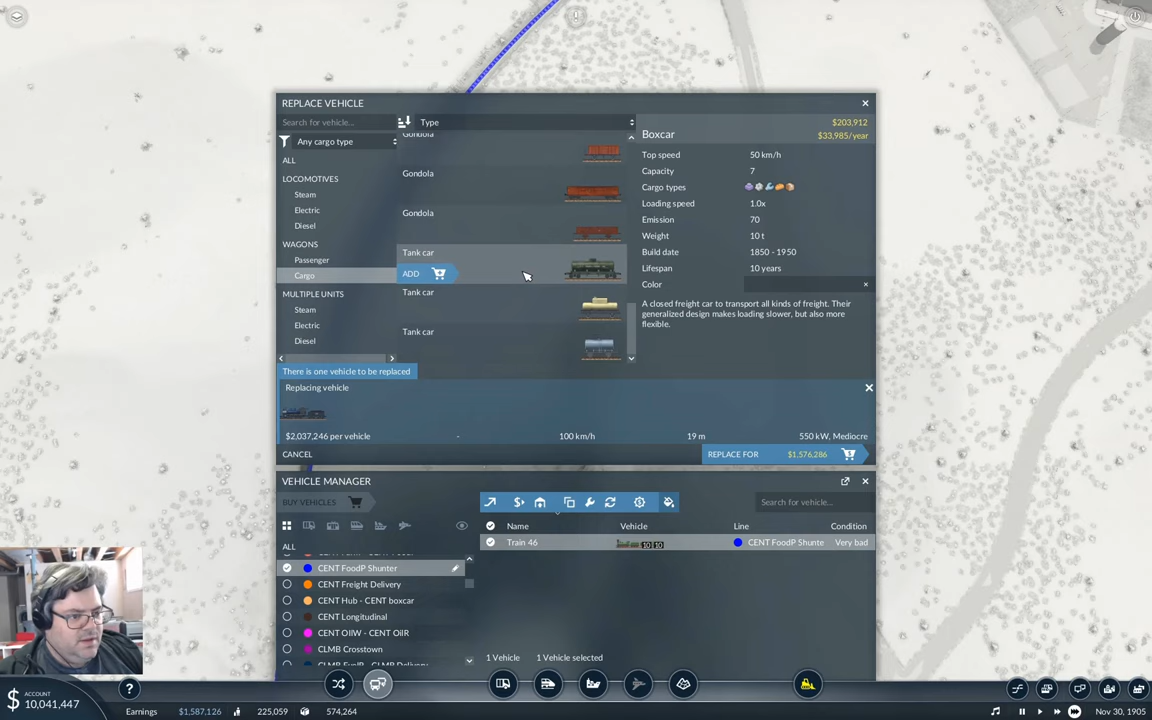 REPLACE VEHICLE
Search for vehicle...
Type
Any cargo type
ALL
LOCOMOTIVES
Steam
Electric
Diesel
WAGONS
Passenger
Cargo
MULTIPLE UNITS
Steam
Electric
Diesel
Gondola
Gondola
Gondola
Tank car
ADD
Tank car
Tank car
$203,912
$33,985/year
Boxcar
Top speed 50 km/h
Capacity 7
Cargo types
Loading speed 1.0x
Emission 70
Weight 10 t
Build date 1850 - 1950
Lifespan 10 years
Color
A closed freight car to transport all kinds of freight. Their
generalized design makes loading slower, but also more
flexible.
There is one vehicle to be replaced
Replacing vehicle
$2,037,246 per vehicle - 100 km/h 19 m 550 kW, Mediocre
CANCEL
REPLACE FOR $1,576,286
VEHICLE MANAGER
BUY VEHICLES
Search for vehicle...
ALL
CENT FoodP Shunter
CENT Freight Delivery
CENT Hub - CENT boxcar
CENT Longitudinal
CENT OilW - CENT OilR
CLMB Crosstown
Name Vehicle Line Condition
Train 46 CENT FoodP Shunte Very bad
1 Vehicle 1 Vehicle selected
$ ACCOUNT
10,041,447
?
Earnings $1,587,126 225,059 574,264
Nov 30, 1905